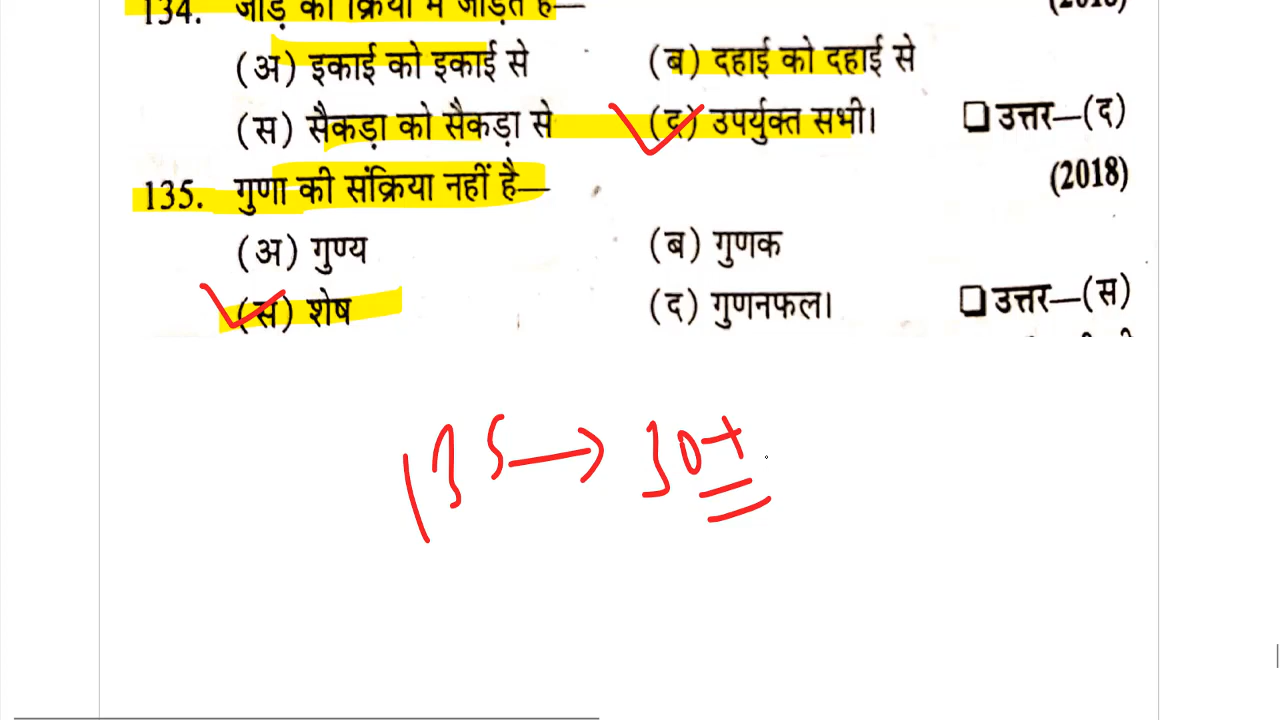 134. जोड़ की क्रिया में जोड़ते हैं— (2018)
(अ) इकाई को इकाई से (ब) दहाई को दहाई से
(स) सैकड़ा को सैकड़ा से (द) उपर्युक्त सभी। ❑ उत्तर—(द)
135. गुणा की संक्रिया नहीं है— (2018)
(अ) गुण्य (ब) गुणक
(स) शेष (द) गुणनफल। ❑ उत्तर—(स)
135 → 30+